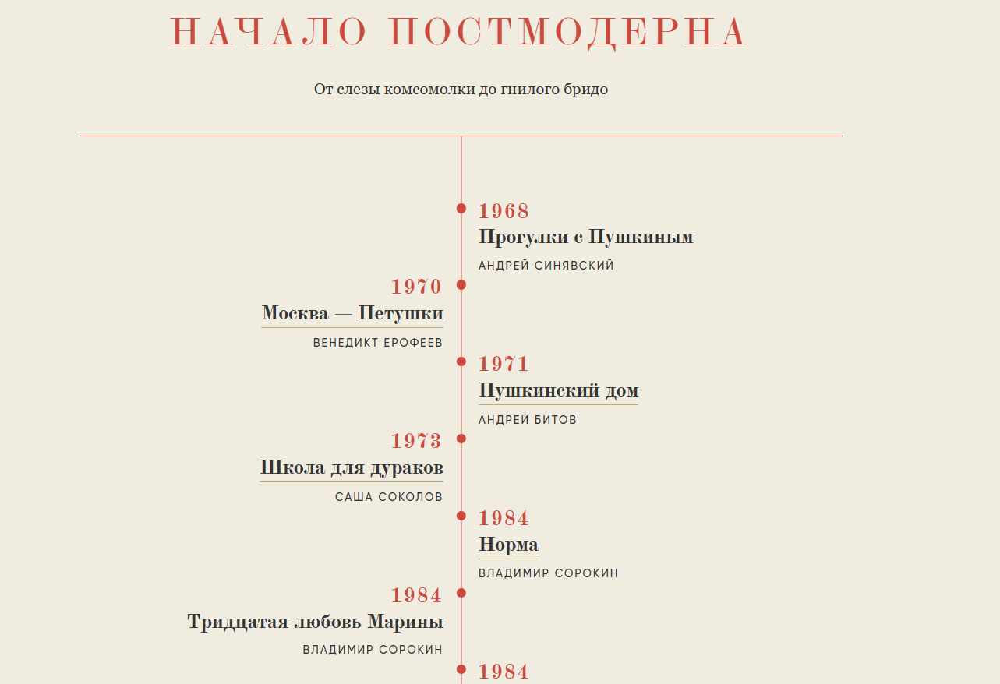 НАЧАЛО ПОСТМОДЕРНА
От слезы комсомолки до гнилого бридо
1968
Прогулки с Пушкиным
АНДРЕЙ СИНЯВСКИЙ
1970
Москва — Петушки
ВЕНЕДИКТ ЕРОФЕЕВ
1971
Пушкинский дом
АНДРЕЙ БИТОВ
1973
Школа для дураков
САША СОКОЛОВ
1984
Норма
ВЛАДИМИР СОРОКИН
1984
Тридцатая любовь Марины
ВЛАДИМИР СОРОКИН
1984